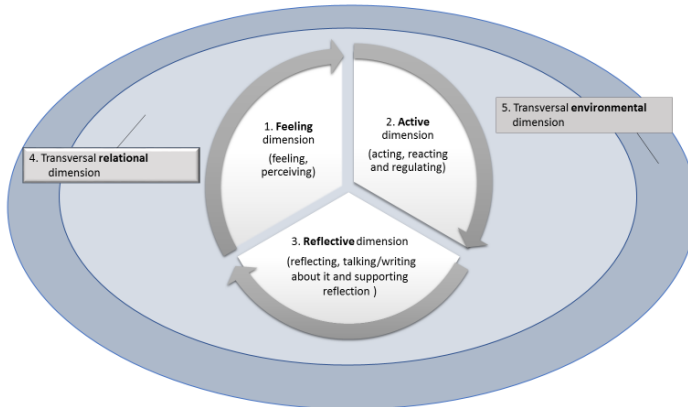 1. Feeling
dimension
(feeling,
perceiving)
2. Active
dimension
(acting, reacting
and regulating)
5. Transversal environmental
dimension
4. Transversal relational
dimension
3. Reflective dimension
(reflecting, talking/writing
about it and supporting
reflection )